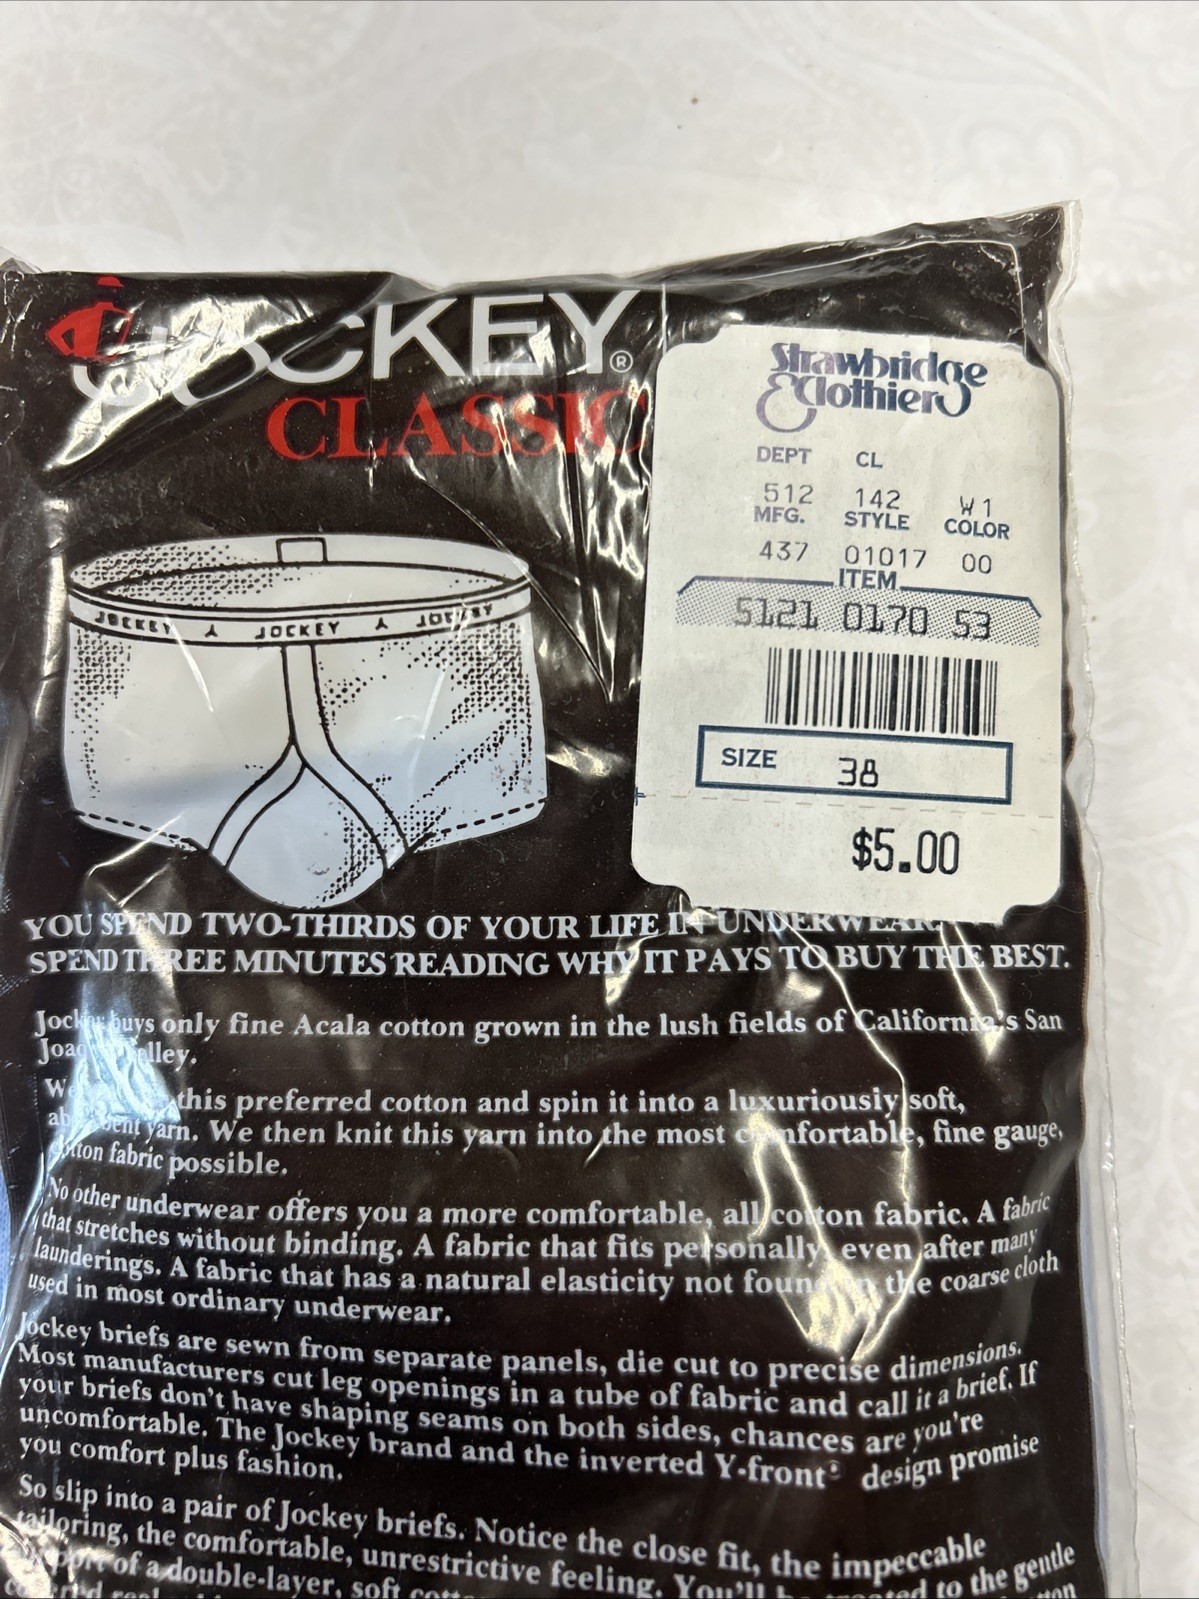 JOCKEY®
CLASSIC
Strawbridge
& Clothier
DEPT CL
512 142 W1
MFG. STYLE COLOR
437 01017 00
ITEM
5121 0170 53
SIZE 38
$5.00
JOCKEY JOCKEY JOCKEY
YOU SPEND TWO-THIRDS OF YOUR LIFE IN UNDERWEAR.
SPEND THREE MINUTES READING WHY IT PAYS TO BUY THE BEST.
Jockey buys only fine Acala cotton grown in the lush fields of California's San
Joaquin Valley.
We this preferred cotton and spin it into a luxuriously soft,
absorbent yarn. We then knit this yarn into the most comfortable, fine gauge,
cotton fabric possible.
No other underwear offers you a more comfortable, all cotton fabric. A fabric
that stretches without binding. A fabric that fits personally, even after many
launderings. A fabric that has a natural elasticity not found in the coarse cloth
used in most ordinary underwear.
Jockey briefs are sewn from separate panels, die cut to precise dimensions.
Most manufacturers cut leg openings in a tube of fabric and call it a brief. If
your briefs don't have shaping seams on both sides, chances are you're
uncomfortable. The Jockey brand and the inverted Y-front® design promise
you comfort plus fashion.
So slip into a pair of Jockey briefs. Notice the close fit, the impeccable
tailoring, the comfortable, unrestrictive feeling. You'll be treated to the gentle
support of a double-layer, soft